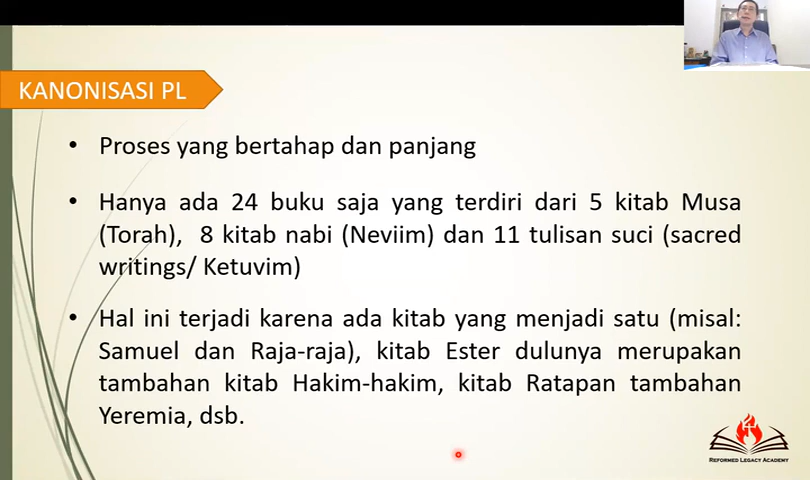 KANONISASI PL
• Proses yang bertahap dan panjang
• Hanya ada 24 buku saja yang terdiri dari 5 kitab Musa
(Torah), 8 kitab nabi (Neviim) dan 11 tulisan suci (sacred
writings/ Ketuvim)
• Hal ini terjadi karena ada kitab yang menjadi satu (misal:
Samuel dan Raja-raja), kitab Ester dulunya merupakan
tambahan kitab Hakim-hakim, kitab Ratapan tambahan
Yeremia, dsb.
REFORMED LEGACY ACADEMY